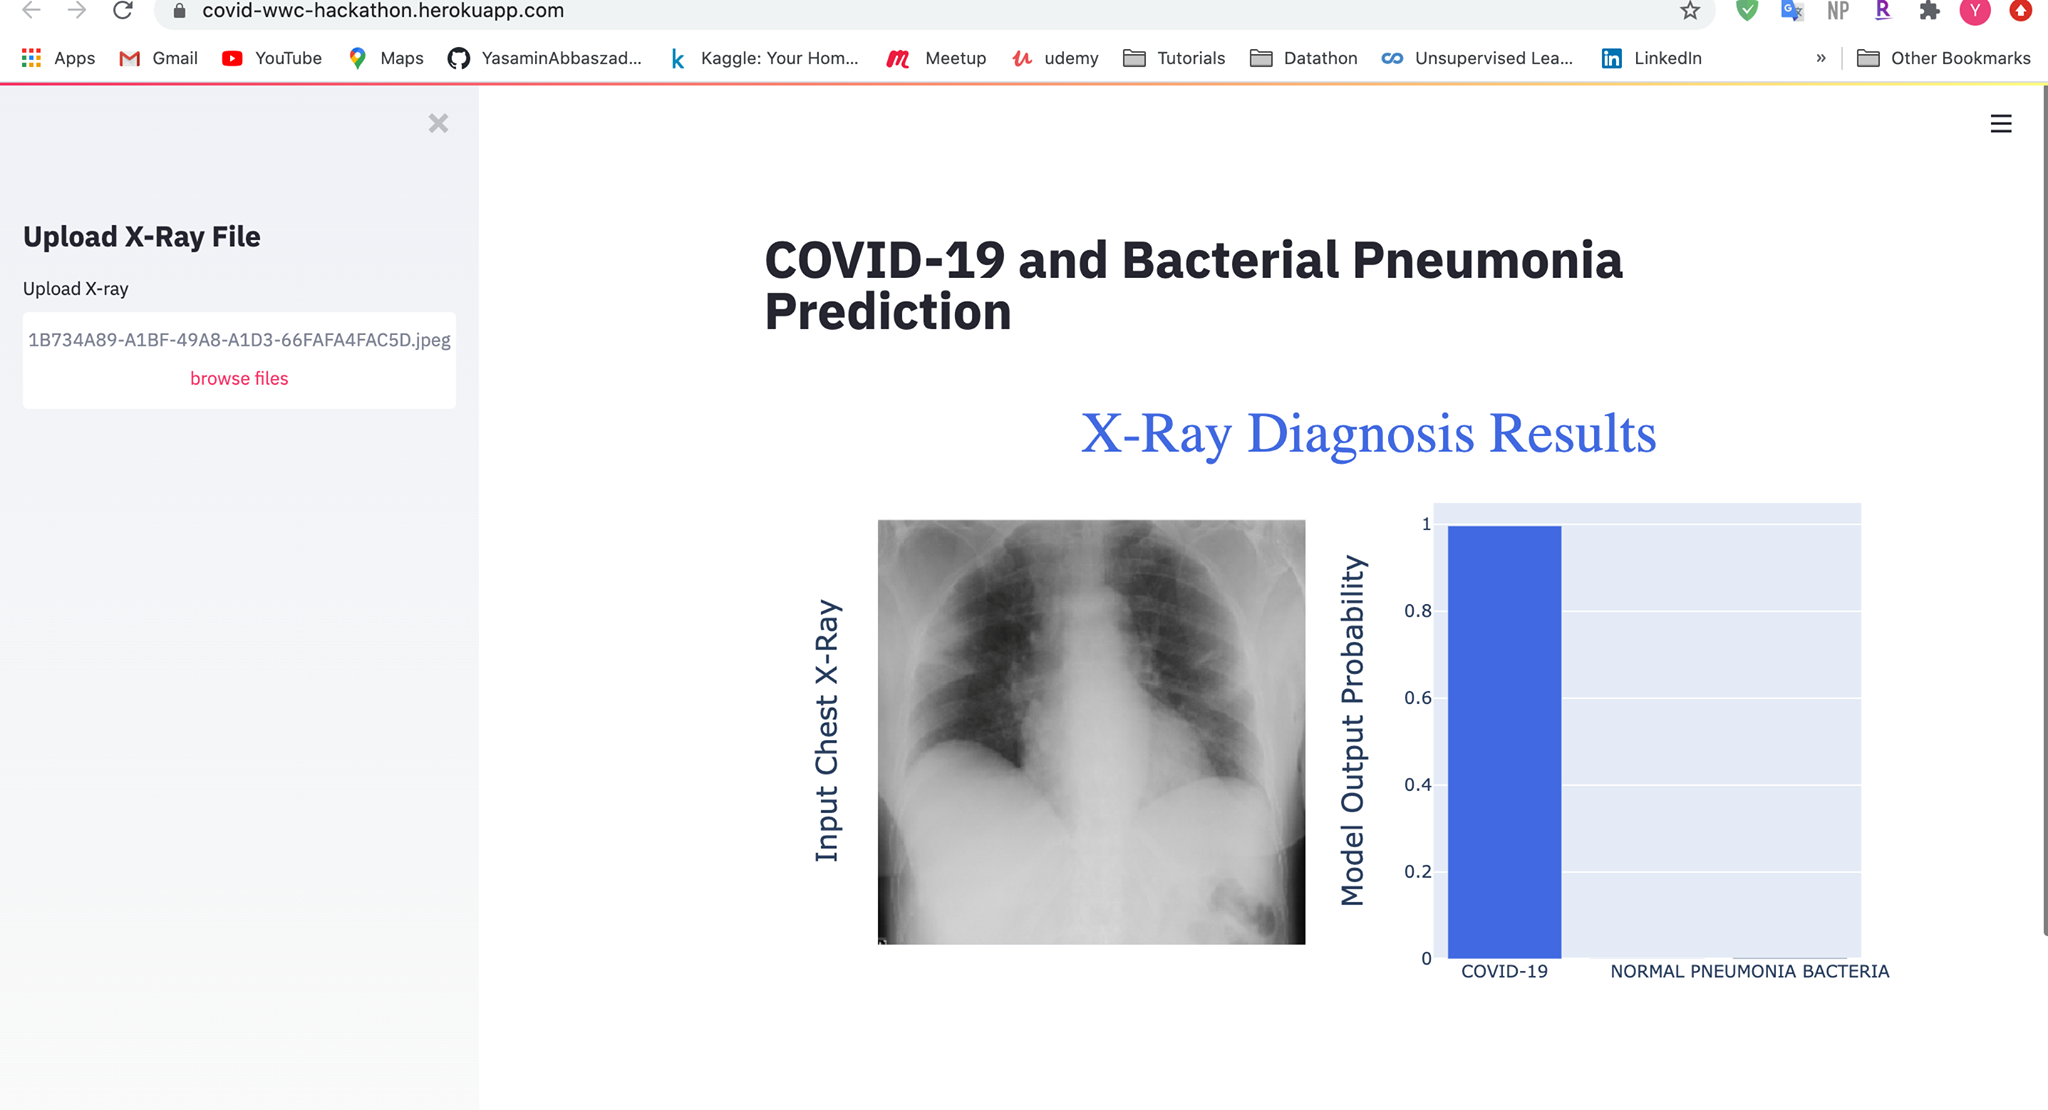 covid-wwc-hackathon.herokuapp.com
NP
R
Y
Apps
Gmail
YouTube
Maps
YasaminAbbaszad...
Kaggle: Your Hom...
Meetup
udemy
Tutorials
Datathon
Unsupervised Lea...
LinkedIn
»
Other Bookmarks
Upload X-Ray File
Upload X-ray
1B734A89-A1BF-49A8-A1D3-66FAFA4FAC5D.jpeg
browse files
COVID-19 and Bacterial Pneumonia
Prediction
X-Ray Diagnosis Results
Input Chest X-Ray
Model Output Probability
1
0.8
0.6
0.4
0.2
0
COVID-19
NORMAL
PNEUMONIA BACTERIA